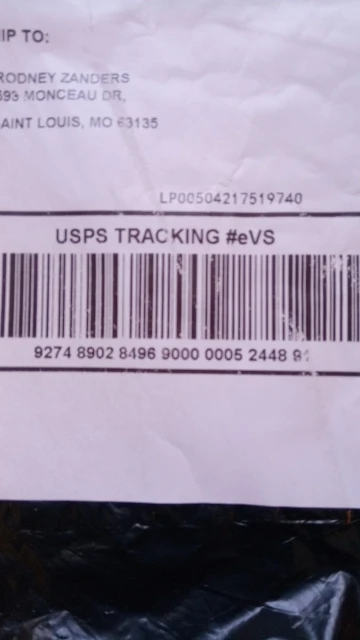 IP TO:
RODNEY ZANDERS
593 MONCEAU DR,
AINT LOUIS, MO 63135
LP00504217519740
USPS TRACKING #eVS
9274 8902 8496 9000 0005 2448